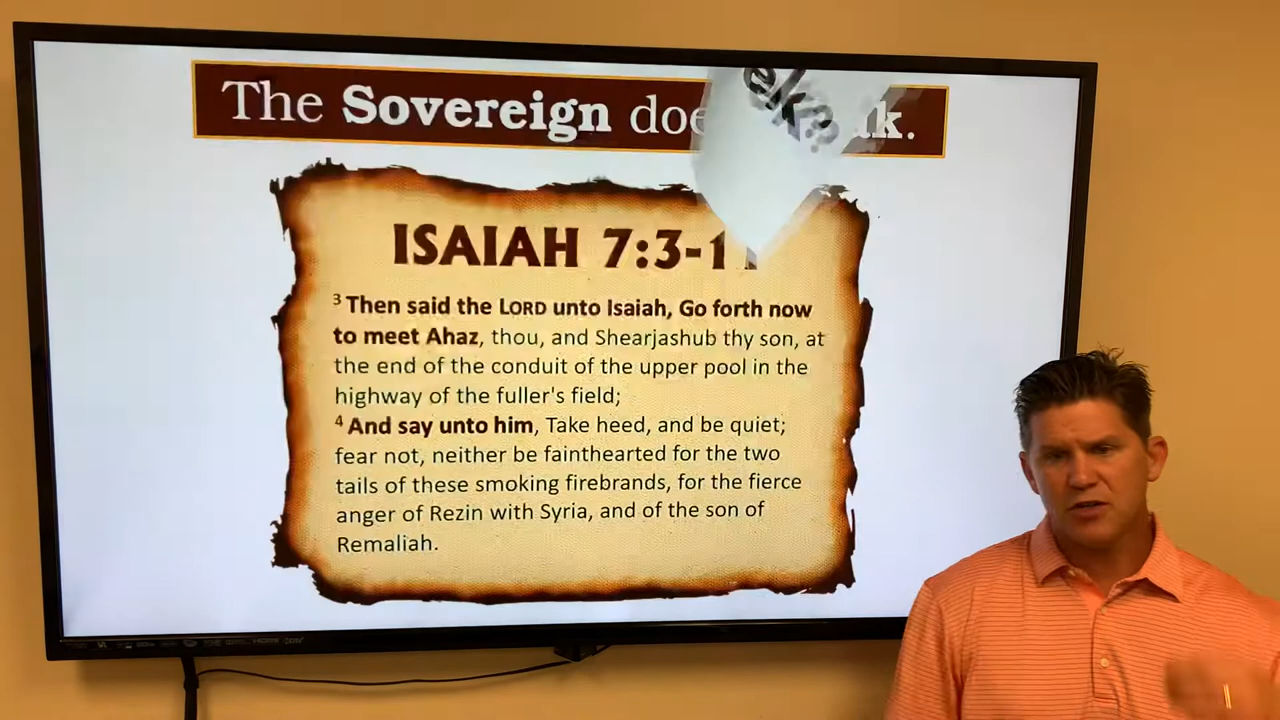 The Sovereign
ek??
ISAIAH 7:3-11
3 Then said the LORD unto Isaiah, Go forth now
to meet Ahaz, thou, and Shearjashub thy son, at
the end of the conduit of the upper pool in the
highway of the fuller's field;
4 And say unto him, Take heed, and be quiet;
fear not, neither be fainthearted for the two
tails of these smoking firebrands, for the fierce
anger of Rezin with Syria, and of the son of
Remaliah.